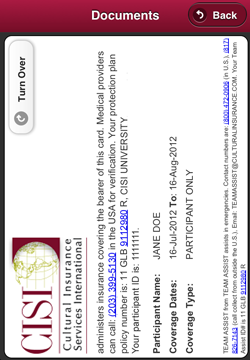 Documents
Back
Turn Over
CISI
Cultural Insurance
Services International
administers insurance covering the bearer of this card. Medical providers
can call: (203) 399-5130 in the USA for verification. Your protection plan
policy number is: 11 GLB 9112980 R, CISI UNIVERSITY
Your participant ID is: 1111111.
Participant Name: JANE DOE
Coverage Dates: 16-Jul-2012 To: 16-Aug-2012
Coverage Type: PARTICIPANT ONLY
ASSIST from TEAM ASSIST assists in emergencies. Contact numbers are: (800) 472-0906 (in U.S.), (817)
826-7143 (call collect from outside the U.S.), Email: TEAMASSIST@CULTURALINSURANCE.COM. Your Team
Assist ID# is 11 GLB 9112980 R